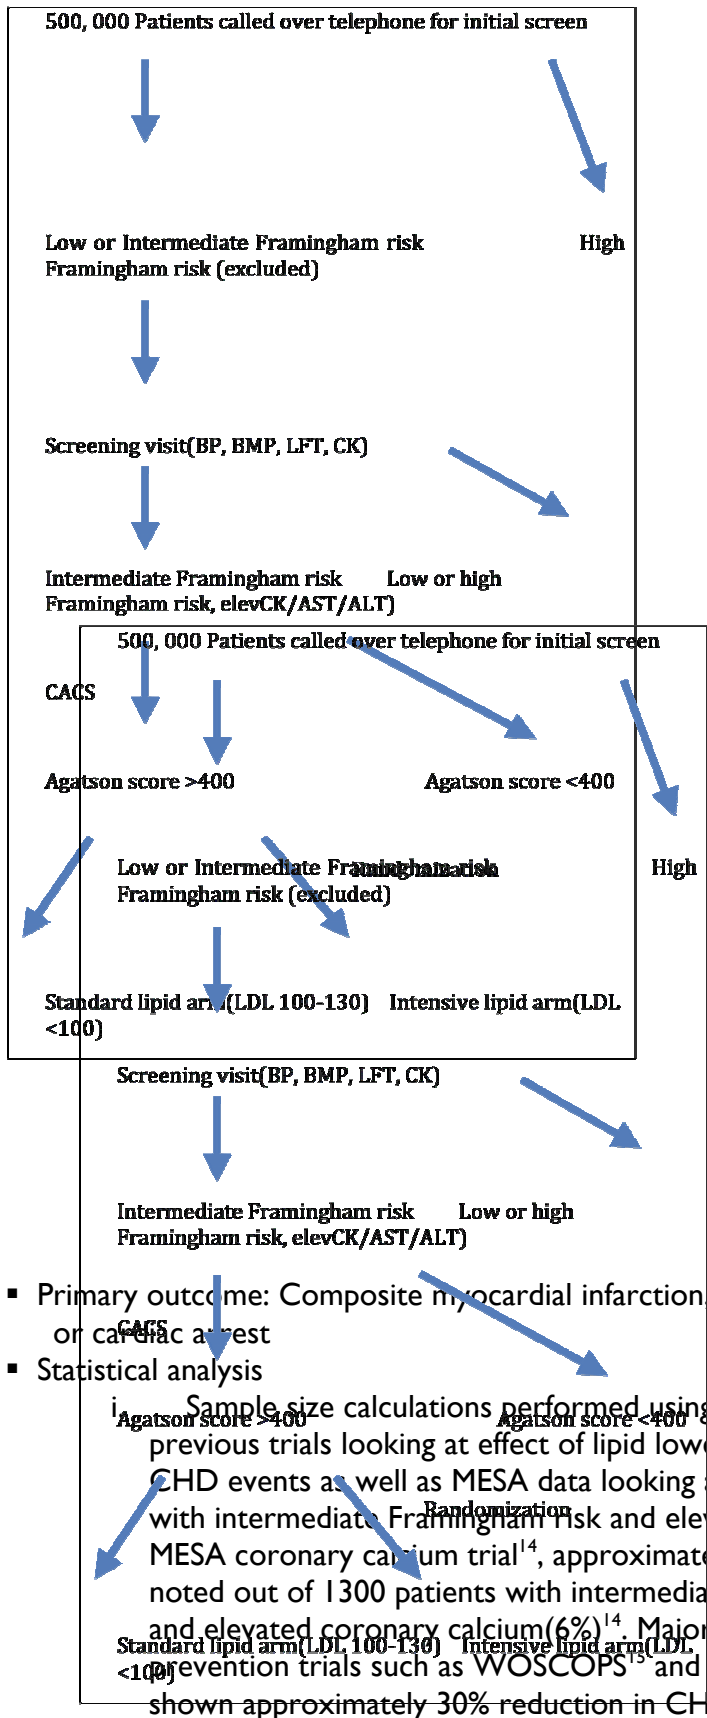 500, 000 Patients called over telephone for initial screen
Low or Intermediate Framingham risk High
Framingham risk (excluded)
Screening visit(BP, BMP, LFT, CK)
Intermediate Framingham risk Low or high
Framingham risk, elevCK/AST/ALT)
CACS
Agatson score >400 Agatson score <400
Randomization
Standard lipid arm(LDL 100-130) Intensive lipid arm(LDL
<100)
500, 000 Patients called over telephone for initial screen
Low or Intermediate Framingham risk High
Framingham risk (excluded)
Screening visit(BP, BMP, LFT, CK)
Intermediate Framingham risk Low or high
Framingham risk, elevCK/AST/ALT)
CACS
Agatson score >400 Agatson score <400
Randomization
Standard lipid arm(LDL 100-130) Intensive lipid arm(LDL
<100)
▪ Primary outcome: Composite myocardial infarction,
or cardiac arrest
▪ Statistical analysis
i. Sample size calculations performed using
previous trials looking at effect of lipid lowe
CHD events as well as MESA data looking
with intermediate Framingham risk and elev
MESA coronary calcium trial14, approximate
noted out of 1300 patients with intermedia
and elevated coronary calcium(6%)14. Major
prevention trials such as WOSCOPS15 and
shown approximately 30% reduction in CH